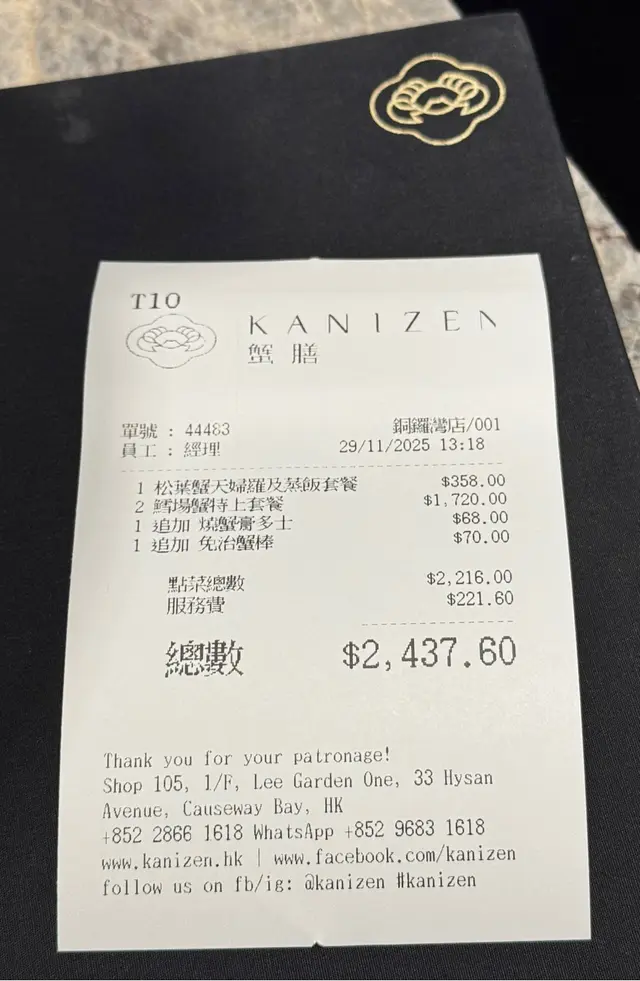 T10
KANIZEN
蟹膳
單號 : 44483 銅鑼灣店/001
員工 : 經理 29/11/2025 13:18
1 松葉蟹天婦羅及蒸飯套餐 $358.00
2 鱈場蟹特上套餐 $1,720.00
1 追加 燒蟹膏多士 $68.00
1 追加 免治蟹棒 $70.00
點菜總數 $2,216.00
服務費 $221.60
總數 $2,437.60
Thank you for your patronage!
Shop 105, 1/F, Lee Garden One, 33 Hysan
Avenue, Causeway Bay, HK
+852 2866 1618 WhatsApp +852 9683 1618
www.kanizen.hk | www.facebook.com/kanizen
follow us on fb/ig: @kanizen #kanizen